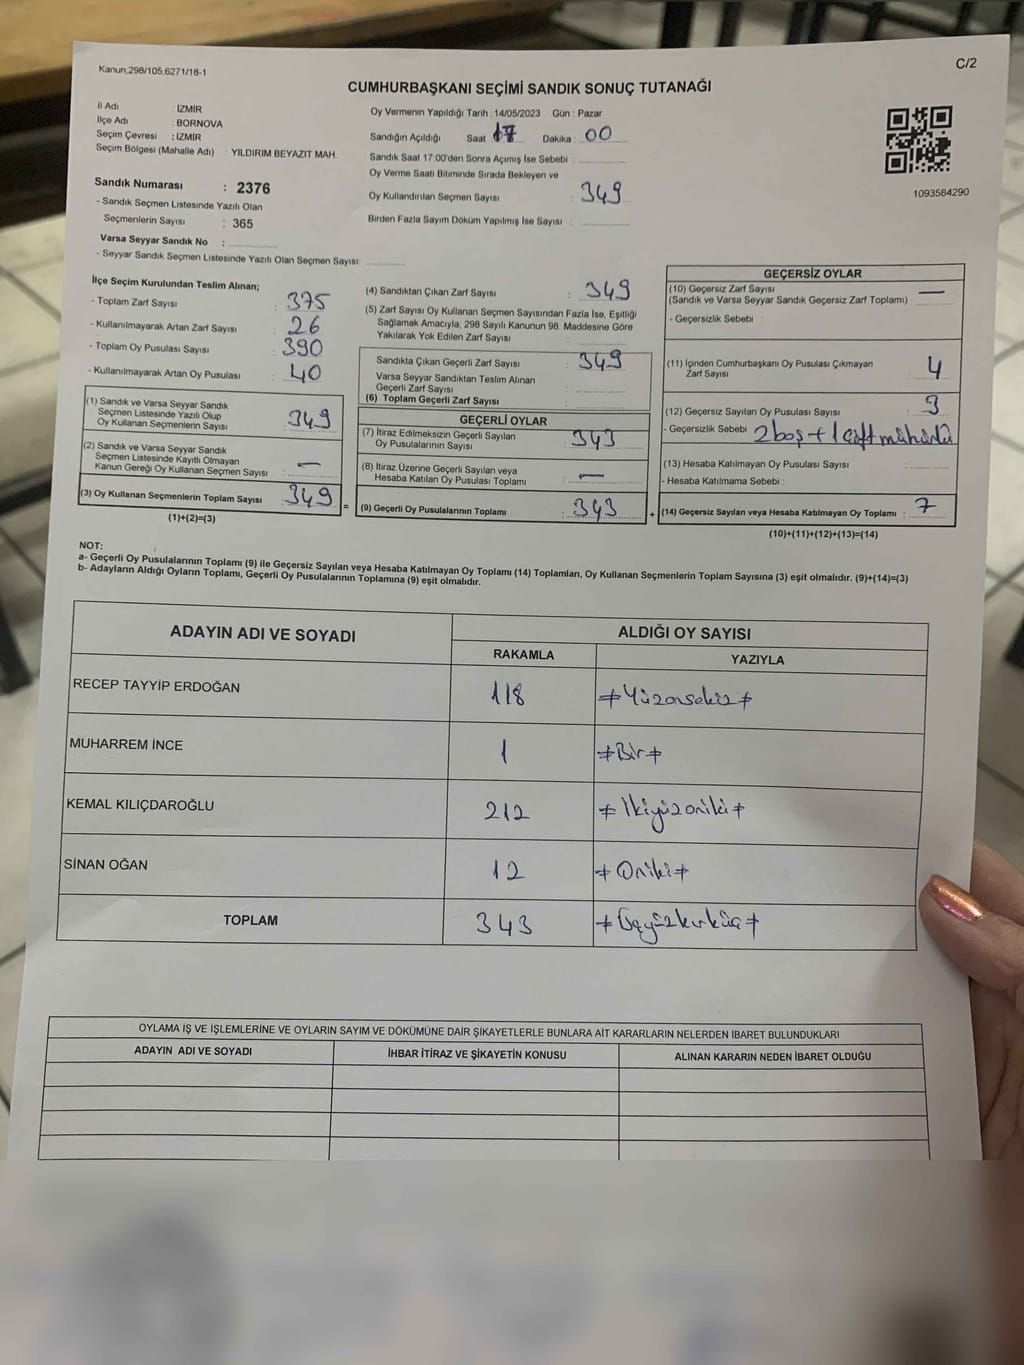 Kanun.298/105,6271/18-1
C/2
CUMHURBAŞKANI SEÇİMİ SANDIK SONUÇ TUTANAĞI
İl Adı : İZMİR
İlçe Adı : BORNOVA
Seçim Çevresi : İZMİR
Seçim Bölgesi (Mahalle Adı) : YILDIRIM BEYAZIT MAH.
Sandık Numarası : 2376
- Sandık Seçmen Listesinde Yazılı Olan
Seçmenlerin Sayısı : 365
Varsa Seyyar Sandık No :
- Seyyar Sandık Seçmen Listesinde Yazılı Olan Seçmen Sayısı:
Oy Vermenin Yapıldığı Tarih : 14/05/2023 Gün : Pazar
Sandığın Açıldığı Saat 17 Dakika : 00
Sandık Saat 17:00'den Sonra Açımış İse Sebebi :
Oy Verme Saati Bitiminde Sırada Bekleyen ve
Oy Kullandırılan Seçmen Sayısı : 349
Birden Fazla Sayım Döküm Yapılmış İse Sayısı :
1093584290
İlçe Seçim Kurulundan Teslim Alınan;
- Toplam Zarf Sayısı : 375
- Kullanılmayarak Artan Zarf Sayısı : 26
- Toplam Oy Pusulası Sayısı : 390
- Kullanılmayarak Artan Oy Pusulası : 40
(1) Sandık ve Varsa Seyyar Sandık
Seçmen Listesinde Yazılı Olup
Oy Kullanan Seçmenlerin Sayısı : 349
(2) Sandık ve Varsa Seyyar Sandık
Seçmen Listesinde Kayıtlı Olmayan
Kanun Gereği Oy Kullanan Seçmen Sayısı : —
(3) Oy Kullanan Seçmenlerin Toplam Sayısı : 349
(1)+(2)=(3)
=
(4) Sandıktan Çıkan Zarf Sayısı : 349
(5) Zarf Sayısı Oy Kullanan Seçmen Sayısından Fazla İse, Eşitliği
Sağlamak Amacıyla, 298 Sayılı Kanunun 98. Maddesine Göre
Yakılarak Yok Edilen Zarf Sayısı :
Sandıkta Çıkan Geçerli Zarf Sayısı : 349
Varsa Seyyar Sandıktan Teslim Alınan
Geçerli Zarf Sayısı :
(6) Toplam Geçerli Zarf Sayısı :
GEÇERLİ OYLAR
(7) İtiraz Edilmeksizin Geçerli Sayılan
Oy Pusulalarının Sayısı : 343
(8) İtiraz Üzerine Geçerli Sayılan veya
Hesaba Katılan Oy Pusulası Toplamı : —
(9) Geçerli Oy Pusulalarının Toplamı : 343
+
GEÇERSİZ OYLAR
(10) Geçersiz Zarf Sayısı
(Sandık ve Varsa Seyyar Sandık Geçersiz Zarf Toplamı) : —
- Geçersizlik Sebebi :
(11) İçinden Cumhurbaşkanı Oy Pusulası Çıkmayan
Zarf Sayısı : 4
(12) Geçersiz Sayılan Oy Pusulası Sayısı : 3
- Geçersizlik Sebebi 2 boş + 1 çift mühürlü
(13) Hesaba Katılmayan Oy Pusulası Sayısı :
- Hesaba Katılmama Sebebi :
(14) Geçersiz Sayılan veya Hesaba Katılmayan Oy Toplamı : 7
(10)+(11)+(12)+(13)=(14)
NOT:
a- Geçerli Oy Pusulalarının Toplamı (9) ile Geçersiz Sayılan veya Hesaba Katılmayan Oy Toplamı (14) Toplamları, Oy Kullanan Seçmenlerin Toplam Sayısına (3) eşit olmalıdır. (9)+(14)=(3)
b- Adayların Aldığı Oyların Toplamı, Geçerli Oy Pusulalarının Toplamına (9) eşit olmalıdır.
ADAYIN ADI VE SOYADI
ALDIĞI OY SAYISI
RAKAMLA YAZIYLA
RECEP TAYYİP ERDOĞAN 118 ≠Yüzonsekiz≠
MUHARREM İNCE 1 ≠Bir≠
KEMAL KILIÇDAROĞLU 212 ≠İkiyüzoniki≠
SİNAN OĞAN 12 ≠Oniki≠
TOPLAM 343 ≠Üçyüzkırküç≠
OYLAMA İŞ VE İŞLEMLERİNE VE OYLARIN SAYIM VE DÖKÜMÜNE DAİR ŞİKAYETLERLE BUNLARA AİT KARARLARIN NELERDEN İBARET BULUNDUKLARI
ADAYIN ADI VE SOYADI İHBAR İTİRAZ VE ŞİKAYETİN KONUSU ALINAN KARARIN NEDEN İBARET OLDUĞU